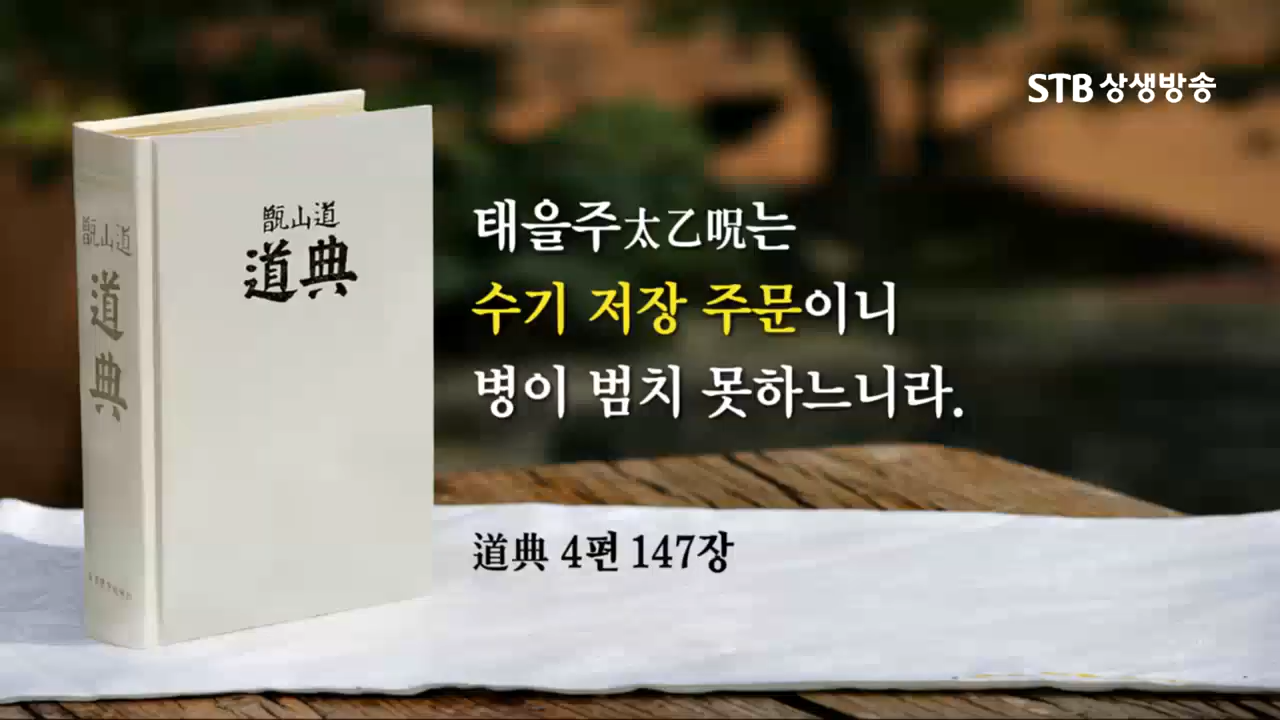 STB 상생방송
甑山道
道典
甑山道
道典
태을주太乙呪는
수기 저장 주문이니
병이 범치 못하느니라.
道典 4편 147장